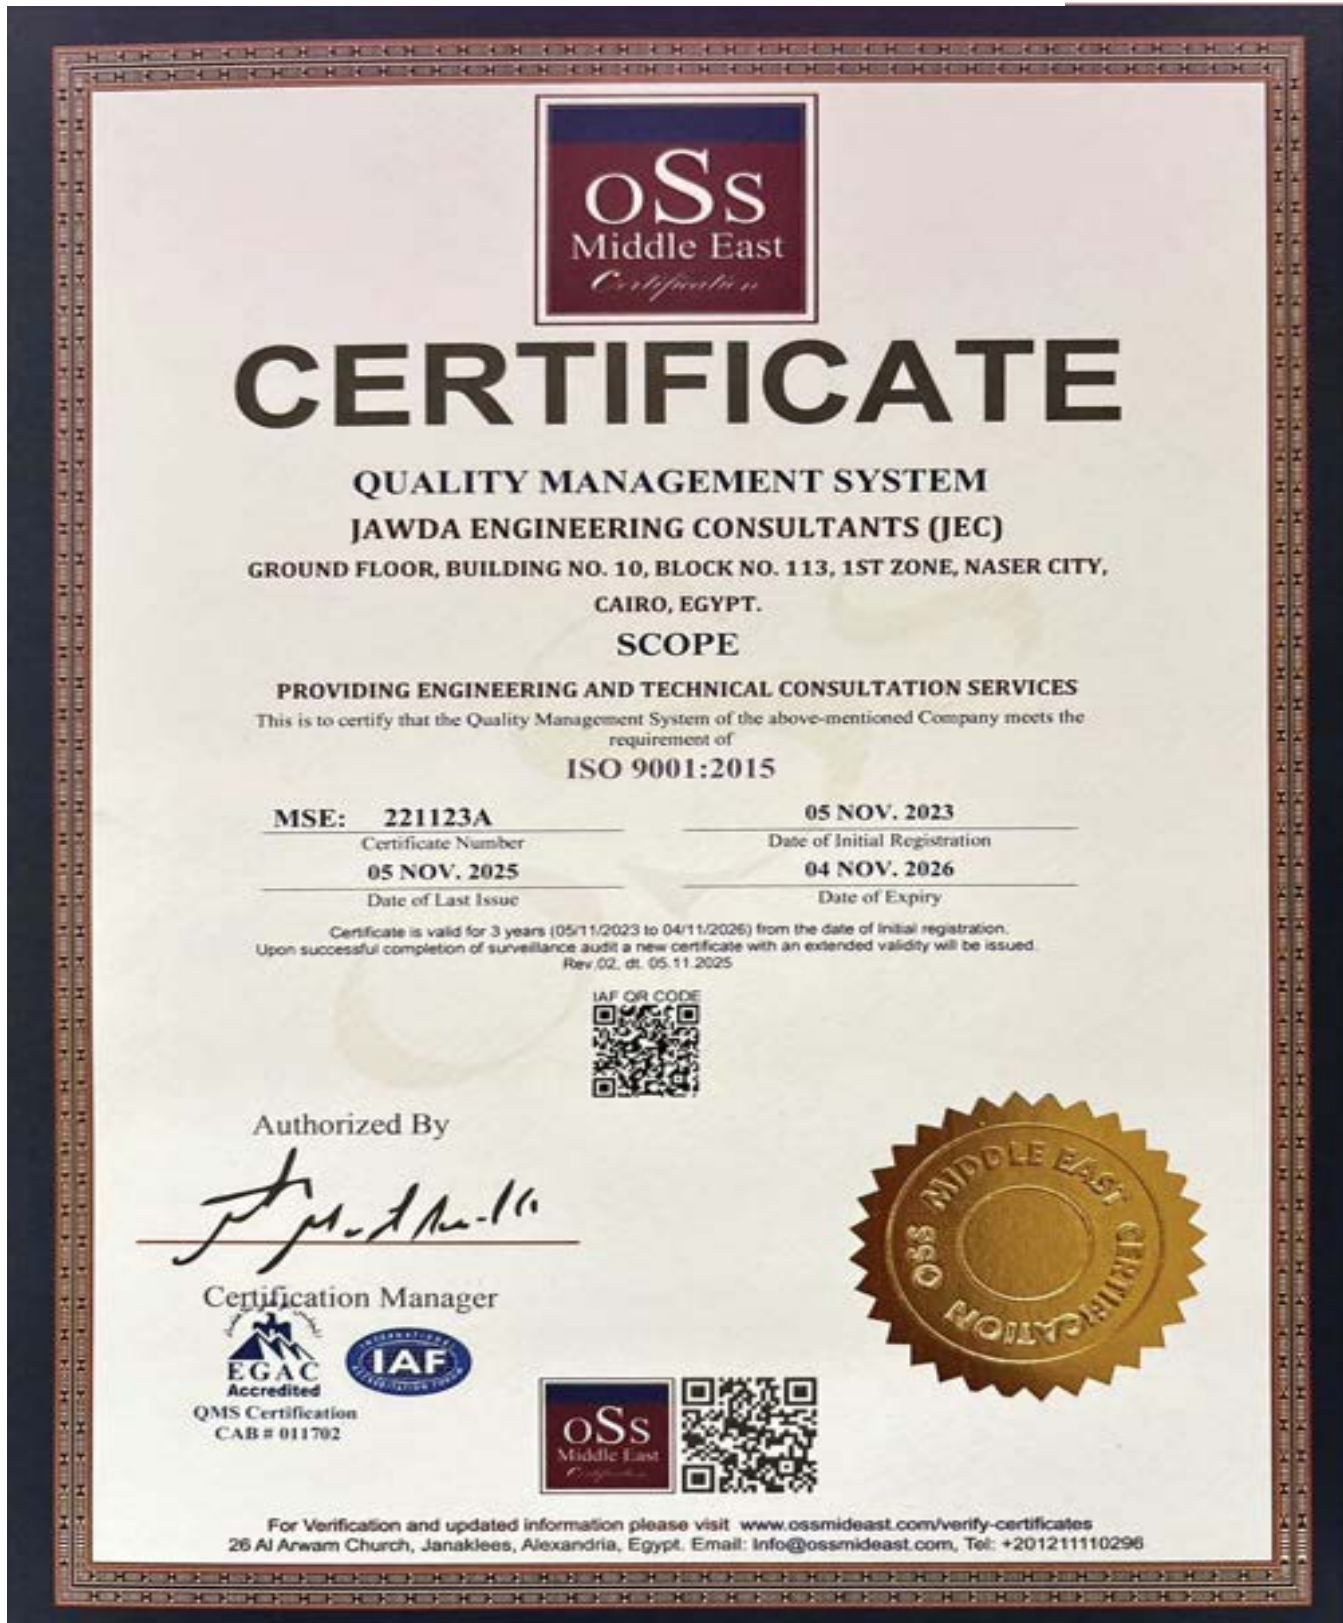 oSs
Middle East
Certification
CERTIFICATE
QUALITY MANAGEMENT SYSTEM
JAWDA ENGINEERING CONSULTANTS (JEC)
GROUND FLOOR, BUILDING NO. 10, BLOCK NO. 113, 1ST ZONE, NASER CITY,
CAIRO, EGYPT.
SCOPE
PROVIDING ENGINEERING AND TECHNICAL CONSULTATION SERVICES
This is to certify that the Quality Management System of the above-mentioned Company meets the
requirement of
ISO 9001:2015
MSE: 221123A
Certificate Number
05 NOV. 2023
Date of Initial Registration
05 NOV. 2025
Date of Last Issue
04 NOV. 2026
Date of Expiry
Certificate is valid for 3 years (05/11/2023 to 04/11/2026) from the date of Initial registration.
Upon successful completion of surveillance audit a new certificate with an extended validity will be issued.
Rev.02, dt. 05.11.2025
IAF QR CODE
Authorized By
Certification Manager
EGAC
Accredited
QMS Certification
CAB # 011702
INTERNATIONAL
IAF
ACCREDITATION FORUM
OSS MIDDLE EAST CERTIFICATION
oSs
Middle East
Certification
For Verification and updated information please visit www.ossmideast.com/verify-certificates
26 Al Arwam Church, Janaklees, Alexandria, Egypt. Email: Info@ossmideast.com, Tel: +201211110296